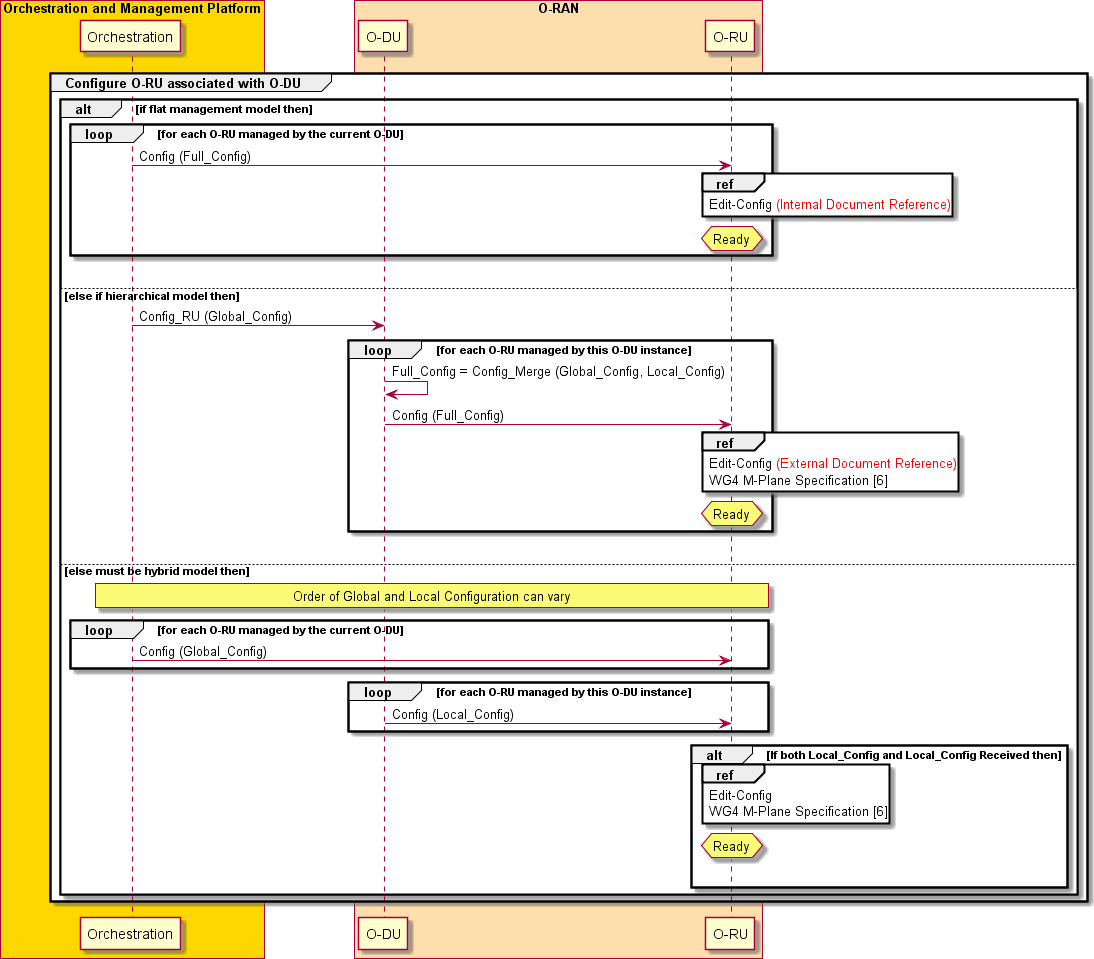 Orchestration and Management Platform
O-RAN
Orchestration
O-DU
O-RU
Configure O-RU associated with O-DU
alt [if flat management model then]
loop [for each O-RU managed by the current O-DU]
Config (Full_Config)
ref
Edit-Config (Internal Document Reference)
Ready
[else if hierarchical model then]
Config_RU (Global_Config)
loop [for each O-RU managed by this O-DU instance]
Full_Config = Config_Merge (Global_Config, Local_Config)
Config (Full_Config)
ref
Edit-Config (External Document Reference)
WG4 M-Plane Specification [6]
Ready
[else must be hybrid model then]
Order of Global and Local Configuration can vary
loop [for each O-RU managed by the current O-DU]
Config (Global_Config)
loop [for each O-RU managed by this O-DU instance]
Config (Local_Config)
alt [If both Local_Config and Local_Config Received then]
ref
Edit-Config
WG4 M-Plane Specification [6]
Ready
Orchestration
O-DU
O-RU